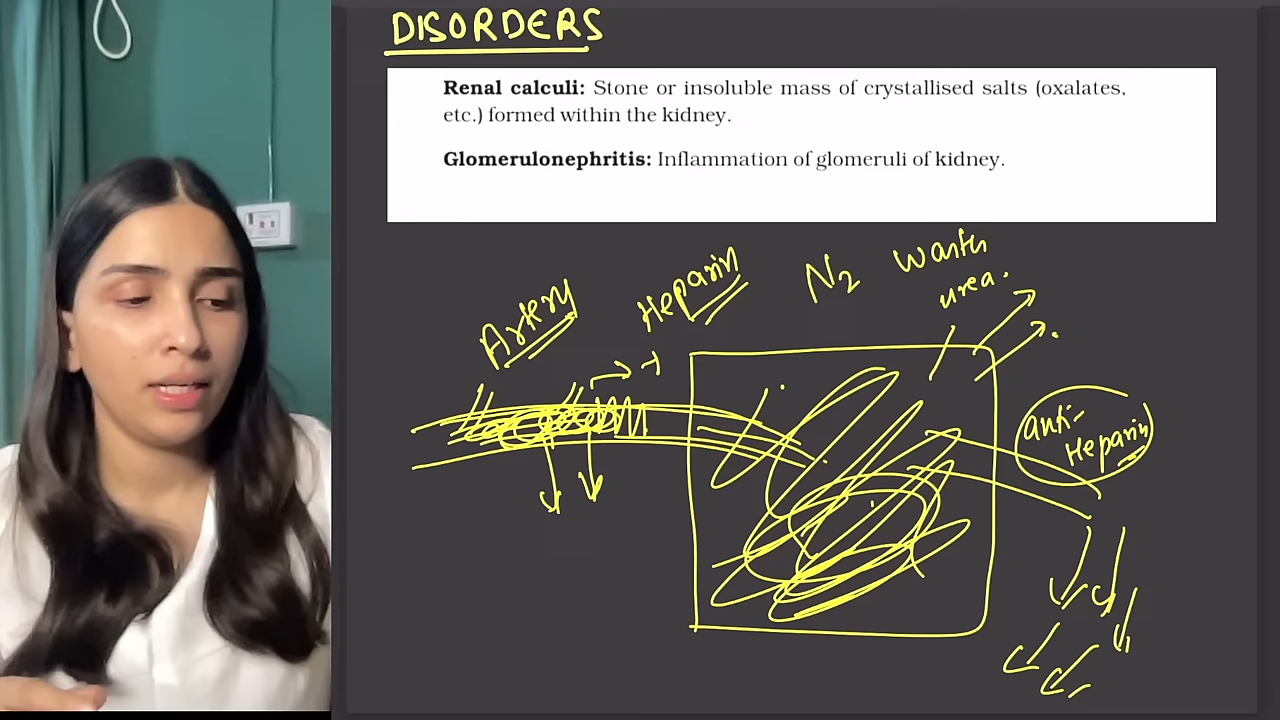 DISORDERS
Renal calculi: Stone or insoluble mass of crystallised salts (oxalates,
etc.) formed within the kidney.
Glomerulonephritis: Inflammation of glomeruli of kidney.
Artery
Heparin
N2
urea.
anti-
Heparin